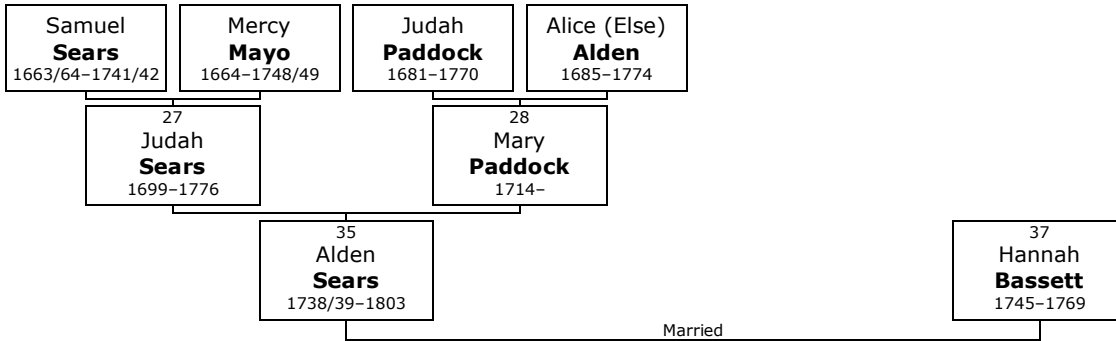 Samuel
Sears
1663/64–1741/42
Mercy
Mayo
1664–1748/49
Judah
Paddock
1681–1770
Alice (Else)
Alden
1685–1774
27
Judah
Sears
1699–1776
28
Mary
Paddock
1714–
35
Alden
Sears
1738/39–1803
37
Hannah
Bassett
1745–1769
Married